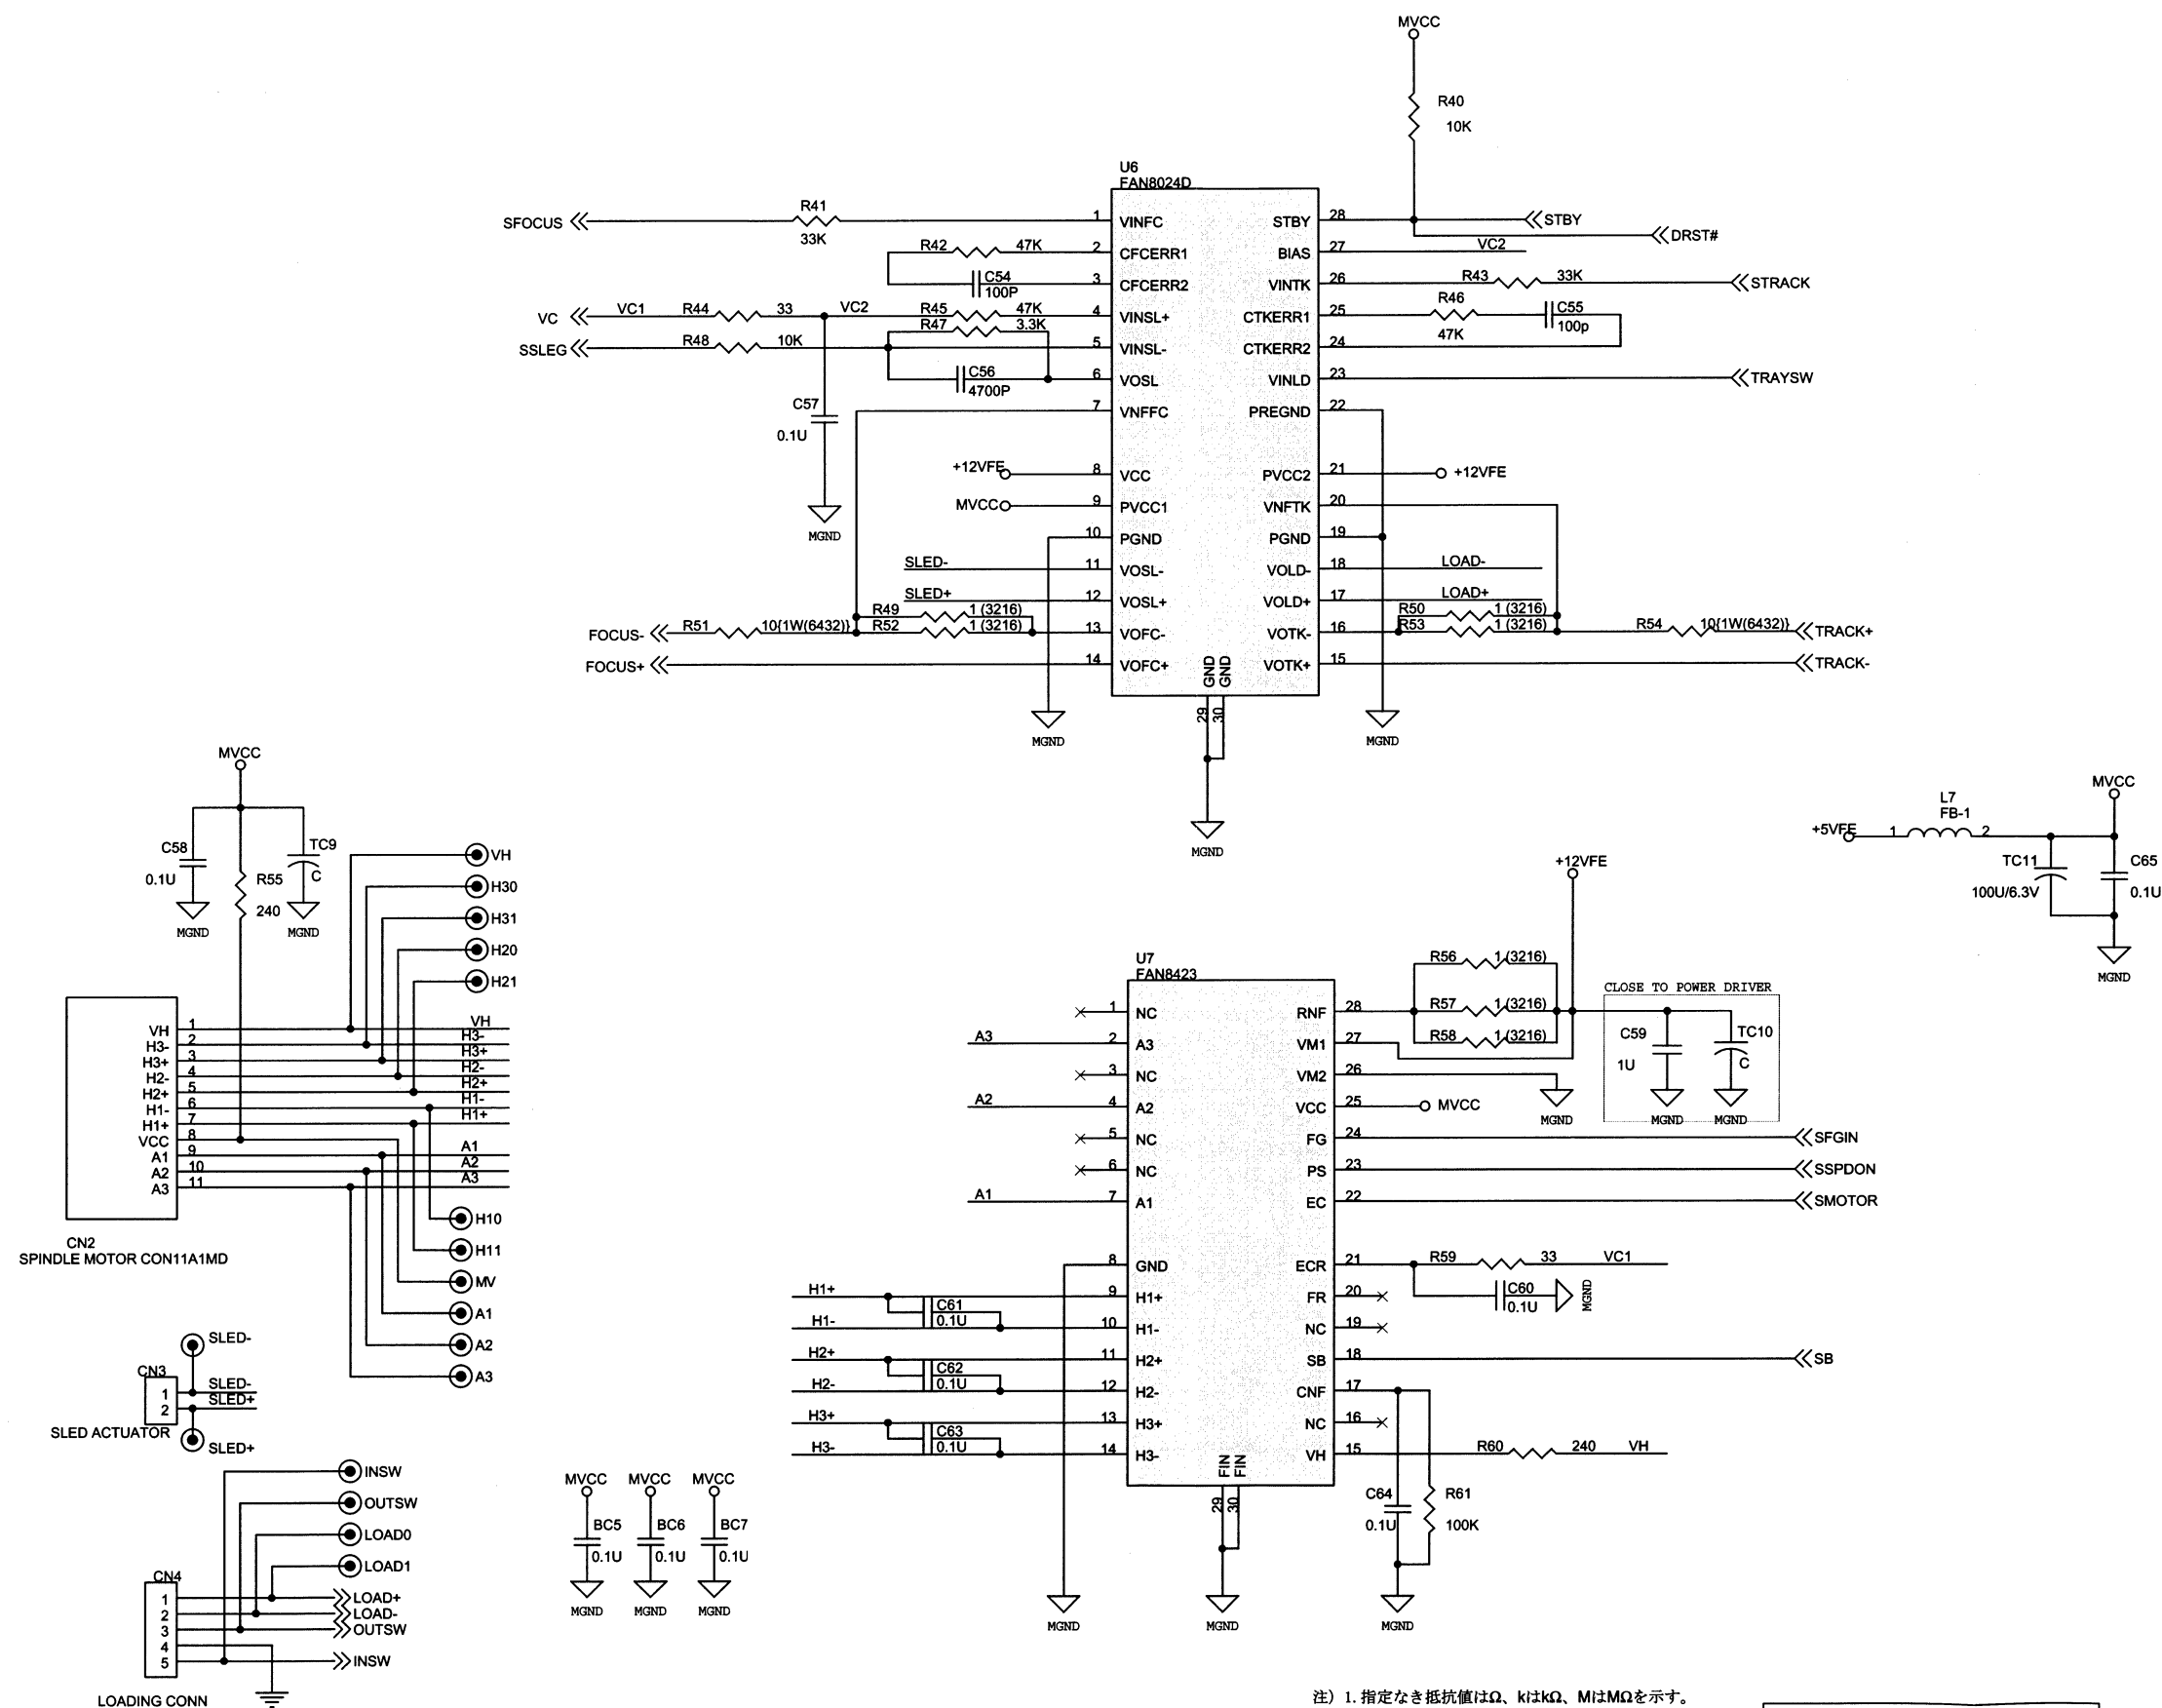 MVCC
R40
10K
U6
FAN8024D
SFOCUS
R41
33K
1
VINFC
STBY
28
STBY
DRST#
R42
47K
2
CFCERR1
BIAS
27
VC2
C54
100P
3
CFCERR2
VINTK
26
R43
33K
STRACK
VC
VC1
R44
33
VC2
R45
47K
4
VINSL+
CTKERR1
25
R46
47K
C55
100p
R47
3.3K
SSLEG
R48
10K
5
VINSL-
CTKERR2
24
C56
4700P
6
VOSL
VINLD
23
TRAYSW
C57
0.1U
MGND
7
VNFFC
PREGND
22
+12VFE
8
VCC
PVCC2
21
+12VFE
MVCC
9
PVCC1
VNFTK
20
10
PGND
PGND
19
SLED-
11
VOSL-
VOLD-
18
LOAD-
SLED+
12
VOSL+
VOLD+
17
LOAD+
R49
1 (3216)
R50
1 (3216)
FOCUS-
R51
10{1W(6432)}
R52
1 (3216)
13
VOFC-
VOTK-
16
R53
1 (3216)
R54
10{1W(6432)}
TRACK+
FOCUS+
14
VOFC+
VOTK+
15
TRACK-
GND
GND
29
30
MGND
MGND
MGND
MVCC
C58
0.1U
R55
240
TC9
C
MGND
MGND
VH
H30
H31
H20
H21
VH
1
VH
H3-
2
H3-
H3+
3
H3+
H2-
4
H2-
H2+
5
H2+
H1-
6
H1-
H1+
7
H1+
VCC
8
A1
9
A1
A2
10
A2
A3
11
A3
CN2
SPINDLE MOTOR CON11A1MD
H10
H11
MV
A1
A2
A3
SLED-
CN3
1
SLED-
2
SLED+
SLED ACTUATOR
SLED+
INSW
OUTSW
LOAD0
LOAD1
CN4
1
LOAD+
2
LOAD-
3
OUTSW
4
5
INSW
LOADING CONN
MVCC
MVCC
MVCC
BC5
0.1U
BC6
0.1U
BC7
0.1U
MGND
MGND
MGND
MVCC
L7
FB-1
+5VFE
1
2
TC11
100U/6.3V
C65
0.1U
MGND
+12VFE
U7
FAN8423
1
NC
RNF
28
R56
1 (3216)
R57
1 (3216)
R58
1 (3216)
CLOSE TO POWER DRIVER
C59
1U
TC10
C
MGND
MGND
A3
2
A3
VM1
27
3
NC
VM2
26
MGND
A2
4
A2
VCC
25
MVCC
5
NC
FG
24
SFGIN
6
NC
PS
23
SSPDON
A1
7
A1
EC
22
SMOTOR
8
GND
ECR
21
R59
33
VC1
C60
0.1U
MGND
H1+
9
H1+
FR
20
C61
0.1U
H1-
10
H1-
NC
19
H2+
11
H2+
SB
18
SB
C62
0.1U
H2-
12
H2-
CNF
17
H3+
13
H3+
NC
16
C63
0.1U
H3-
14
H3-
VH
15
R60
240
VH
FIN
FIN
29
30
C64
0.1U
R61
100K
MGND
MGND
MGND
注）1. 指定なき抵抗値はΩ、kはkΩ、MはMΩを示す。